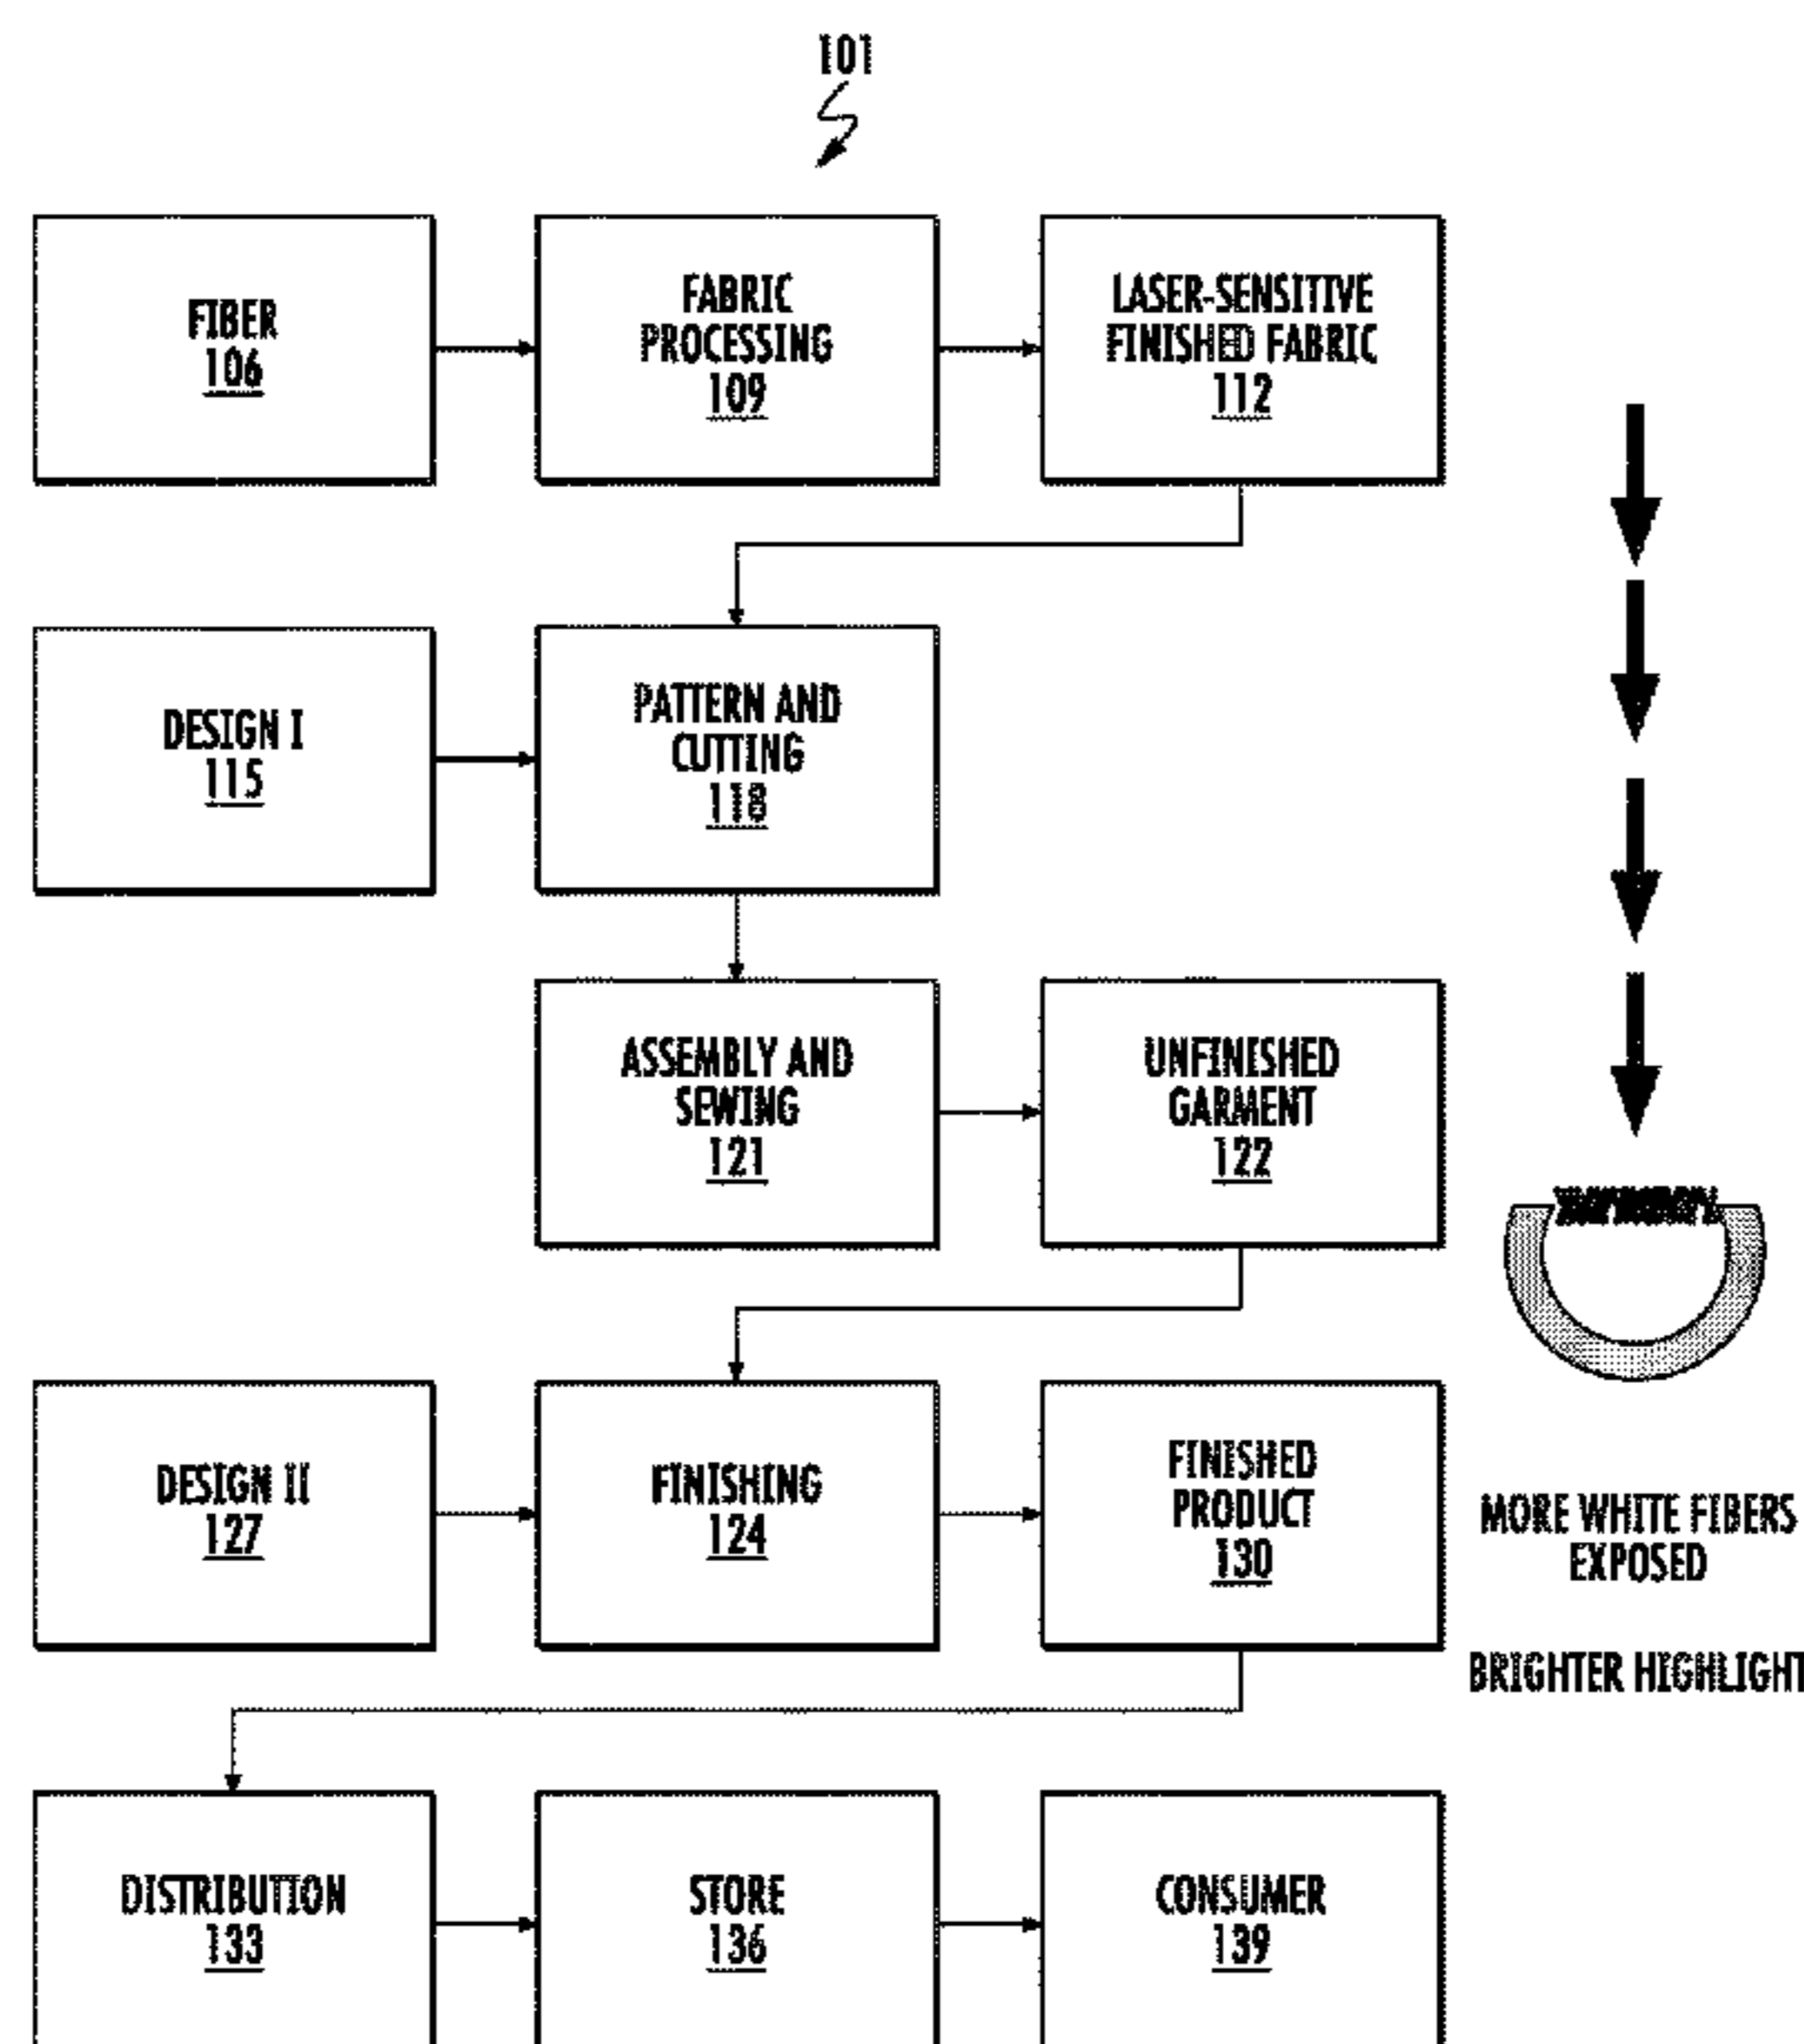 101
FIBER
106
FABRIC
PROCESSING
109
LASER-SENSITIVE
FINISHED FABRIC
112
DESIGN I
115
PATTERN AND
CUTTING
118
ASSEMBLY AND
SEWING
121
UNFINISHED
GARMENT
122
DESIGN II
127
FINISHING
124
FINISHED
PRODUCT
130
MORE WHITE FIBERS
EXPOSED
BRIGHTER HIGHLIGHT
DISTRIBUTION
133
STORE
136
CONSUMER
139